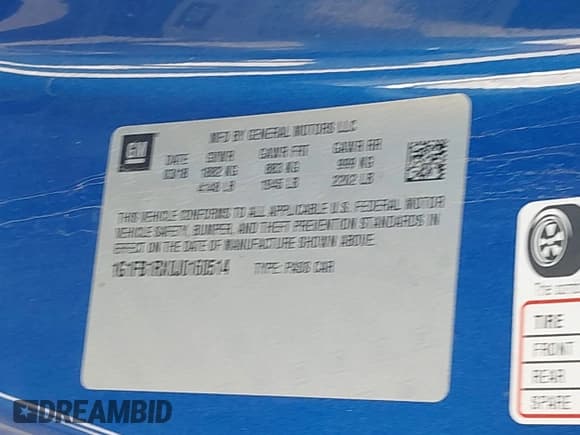 GM
MFD BY GENERAL MOTORS LLC
DATE GVWR GAWR FRT GAWR RR
03/18 1882 KG 883 KG 999 KG
4148 LB 1946 LB 2202 LB
THIS VEHICLE CONFORMS TO ALL APPLICABLE U.S. FEDERAL MOTOR
VEHICLE SAFETY, BUMPER, AND THEFT PREVENTION STANDARDS IN
EFFECT ON THE DATE OF MANUFACTURE SHOWN ABOVE.
1G1FB1RX0J0160514 TYPE: PASS CAR
The comb
TIRE
FRONT
REAR
SPARE
DREAMBID